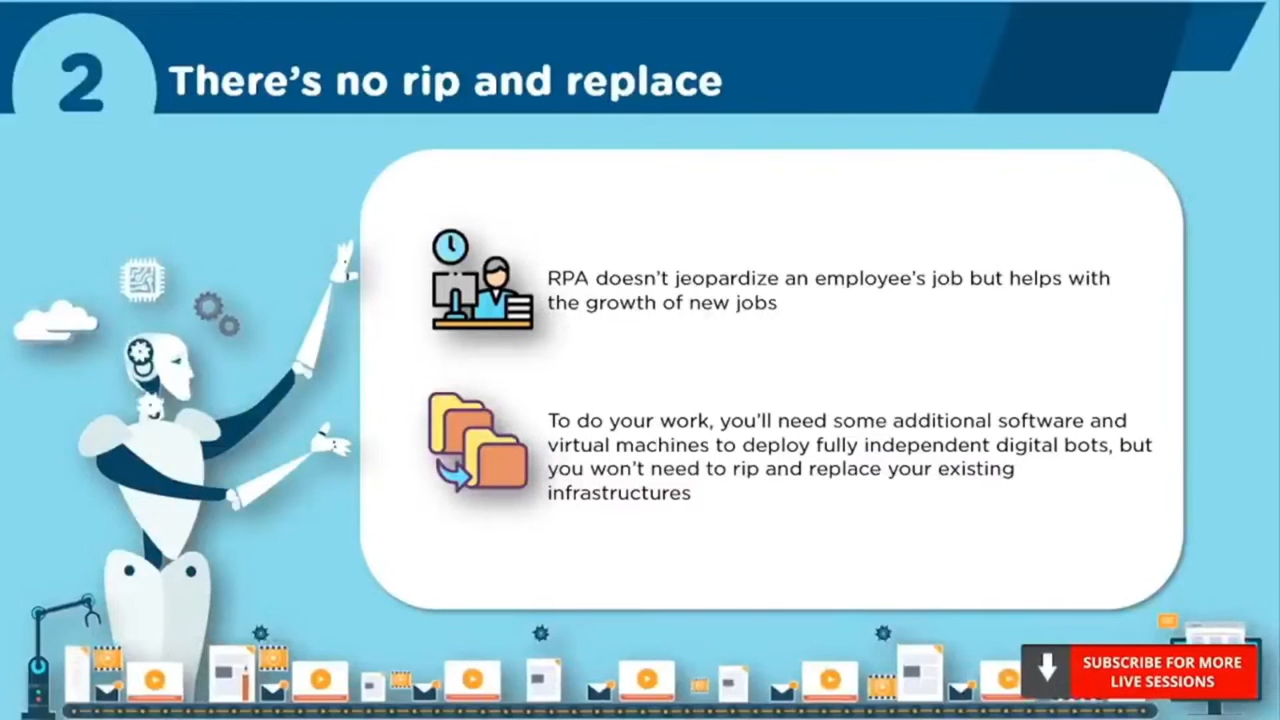 2
There's no rip and replace
RPA doesn't jeopardize an employee's job but helps with
the growth of new jobs
To do your work, you'll need some additional software and
virtual machines to deploy fully independent digital bots, but
you won't need to rip and replace your existing
infrastructures
SUBSCRIBE FOR MORE
LIVE SESSIONS